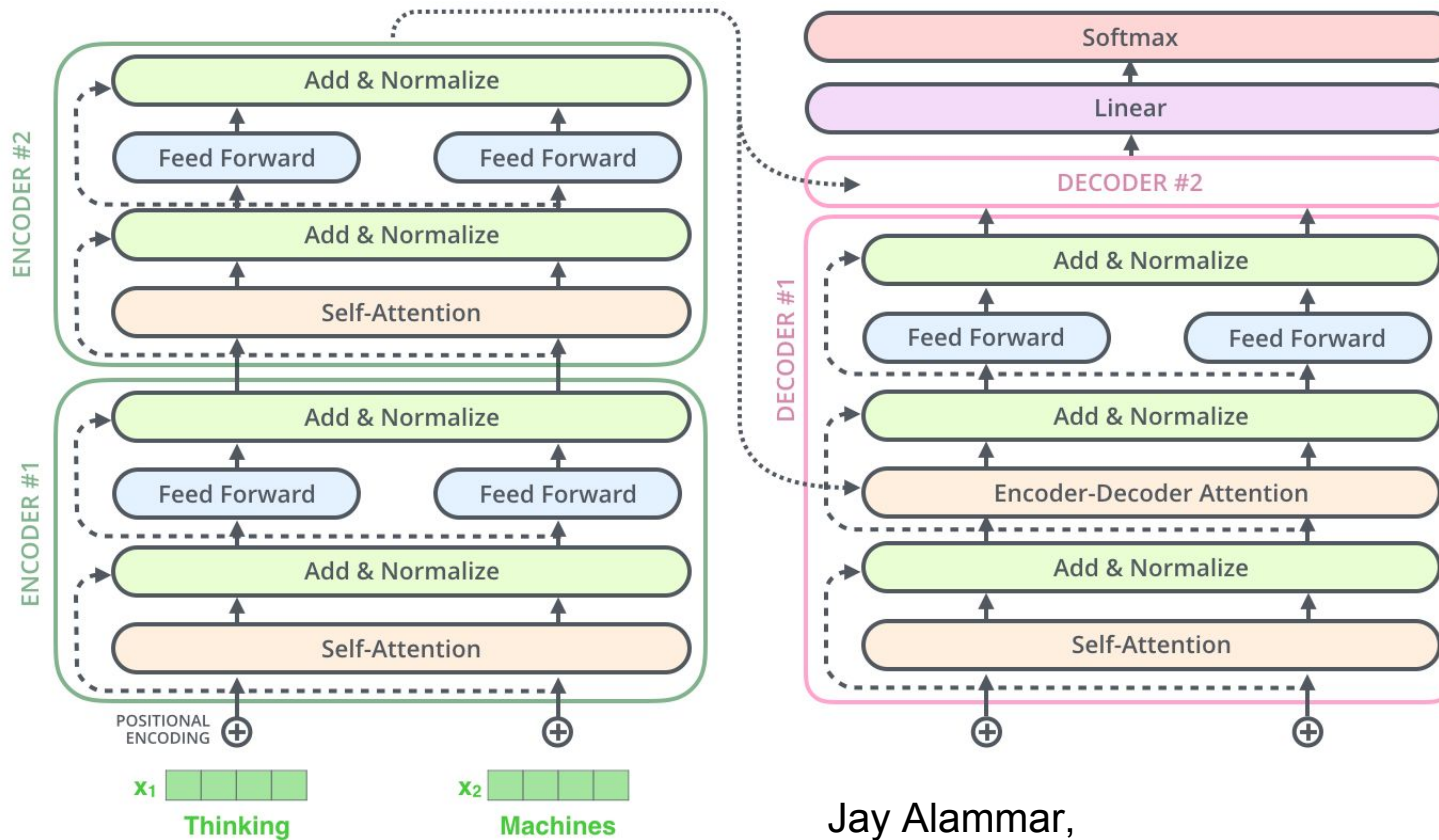 ENCODER #2
Add & Normalize
Feed Forward Feed Forward
Add & Normalize
Self-Attention
ENCODER #1
Add & Normalize
Feed Forward Feed Forward
Add & Normalize
Self-Attention
POSITIONAL
ENCODING
x₁ x₂
Thinking Machines
Softmax
Linear
DECODER #2
DECODER #1
Add & Normalize
Feed Forward Feed Forward
Add & Normalize
Encoder-Decoder Attention
Add & Normalize
Self-Attention
Jay Alammar,